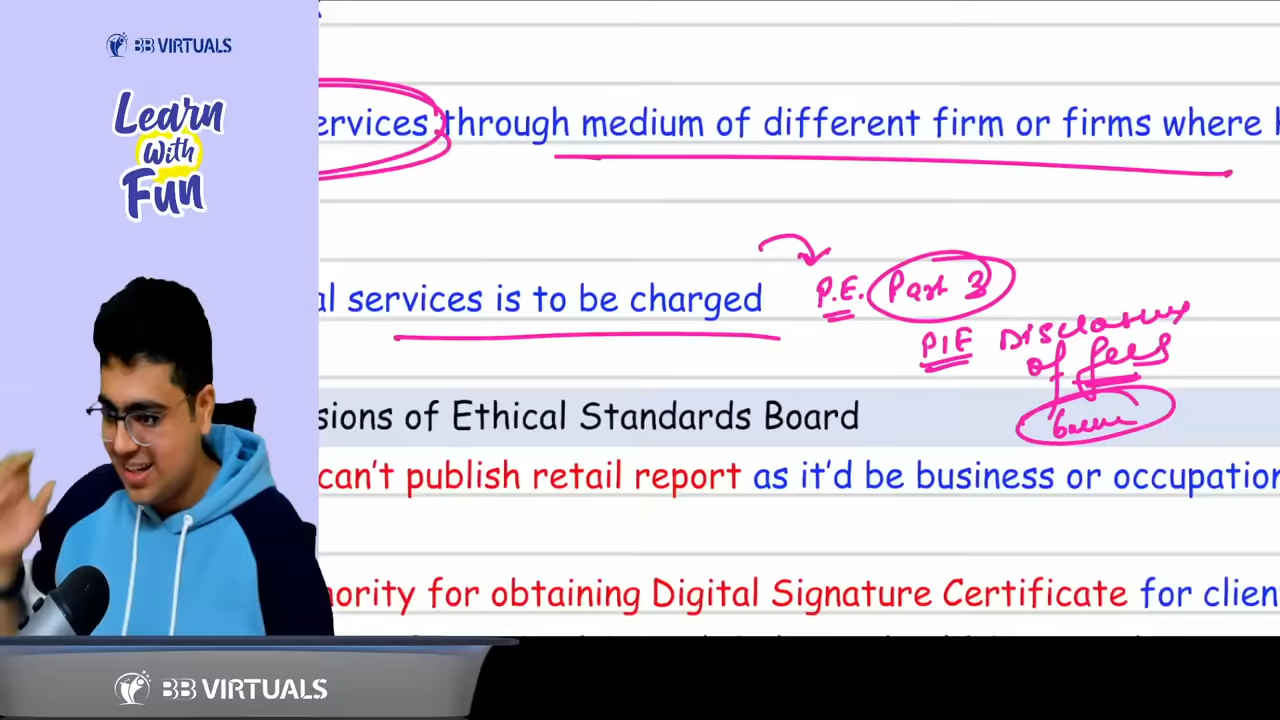 BB VIRTUALS
Learn
With
Fun
ervices through medium of different firm or firms where
al services is to be charged
P.E. Part 3
PIE Disclosure
of fees
sions of Ethical Standards Board
can't publish retail report as it'd be business or occupation
nority for obtaining Digital Signature Certificate for clien
BB VIRTUALS